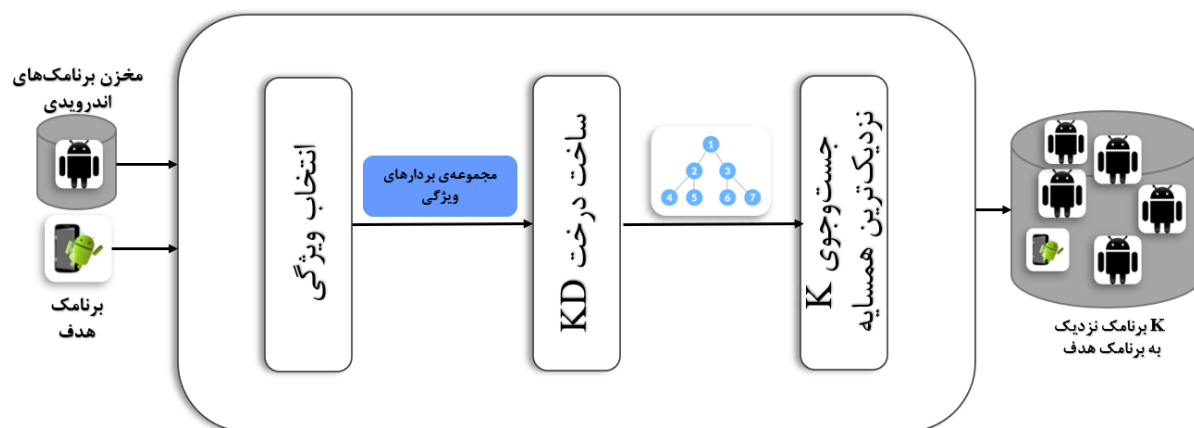 مخزن برنامک‌های
اندرویدی
برنامک
هدف
انتخاب ویژگی
مجموعه‌ی بردارهای
ویژگی
ساخت درخت KD
1
2
3
4
5
6
7
جست‌وجوی K
نزدیک‌ترین همسایه
K برنامک نزدیک
به برنامک هدف